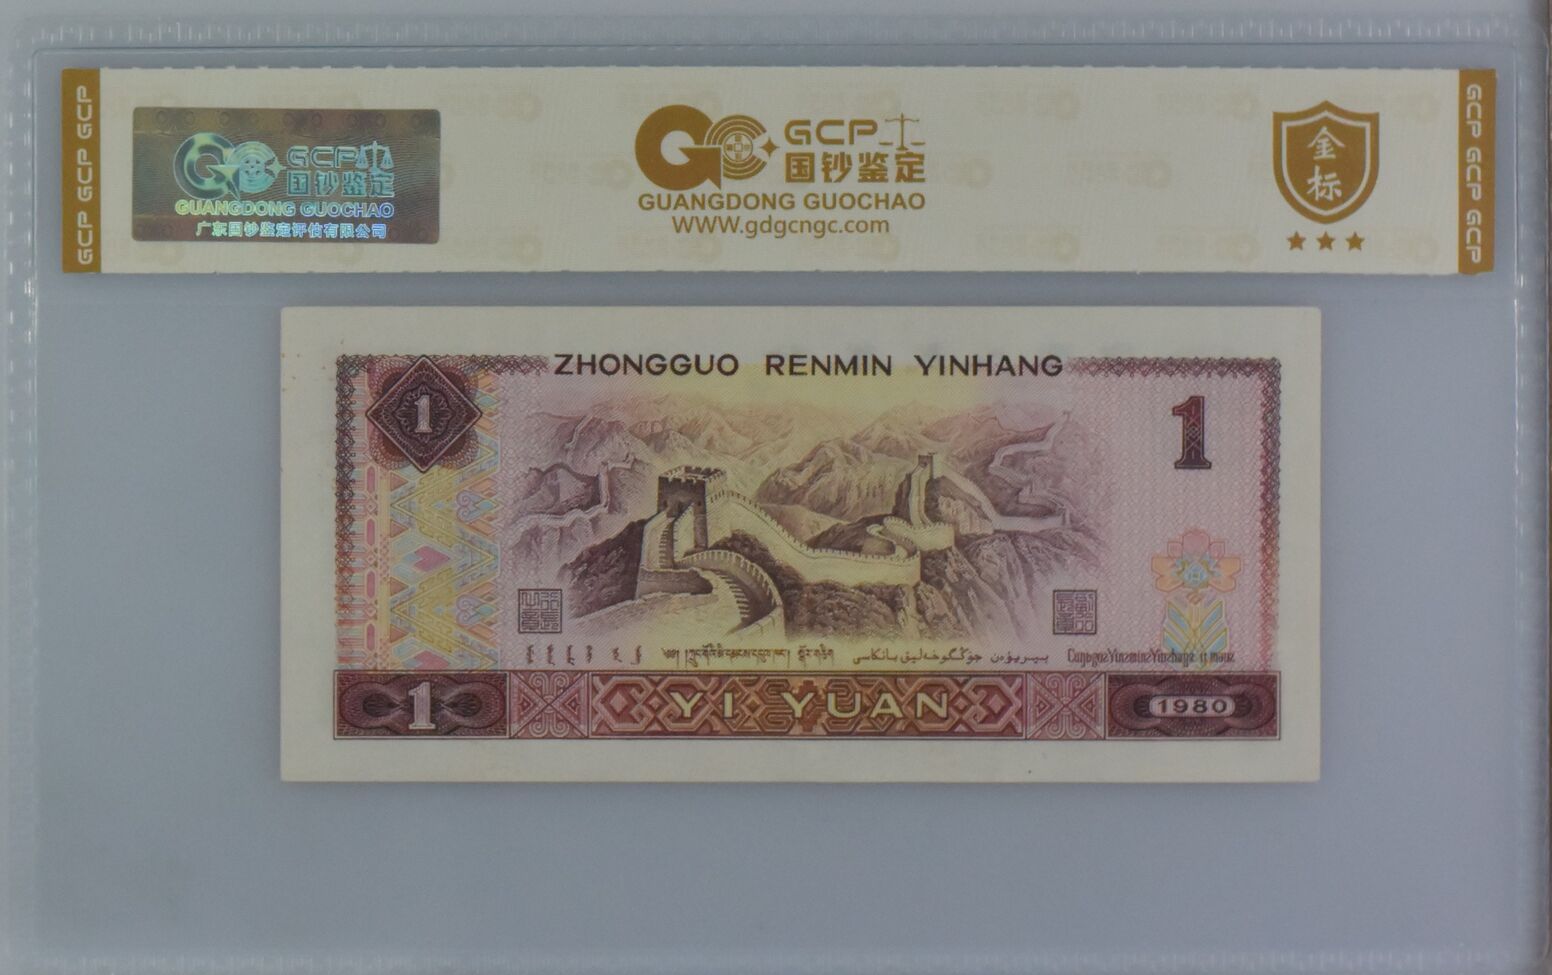 GCP GCP GCP
GCP
国钞鉴定
GUANGDONG GUOCHAO
广东国钞鉴定评估有限公司
GCP
国钞鉴定
GUANGDONG GUOCHAO
WWW.gdgcngc.com
金
标
GCP GCP GCP
ZHONGGUO RENMIN YINHANG
1
1
1
YI YUAN
1980